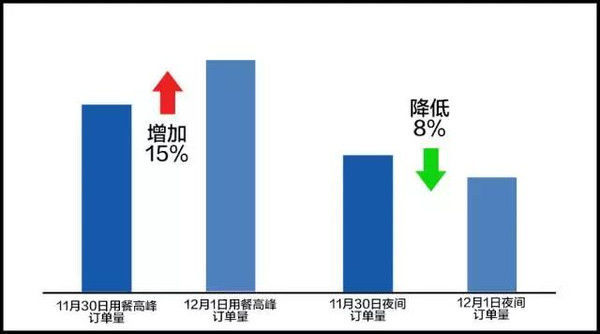 增加
15%
降低
8%
11月30日用餐高峰
订单量
12月1日用餐高峰
订单量
11月30日夜间
订单量
12月1日夜间
订单量